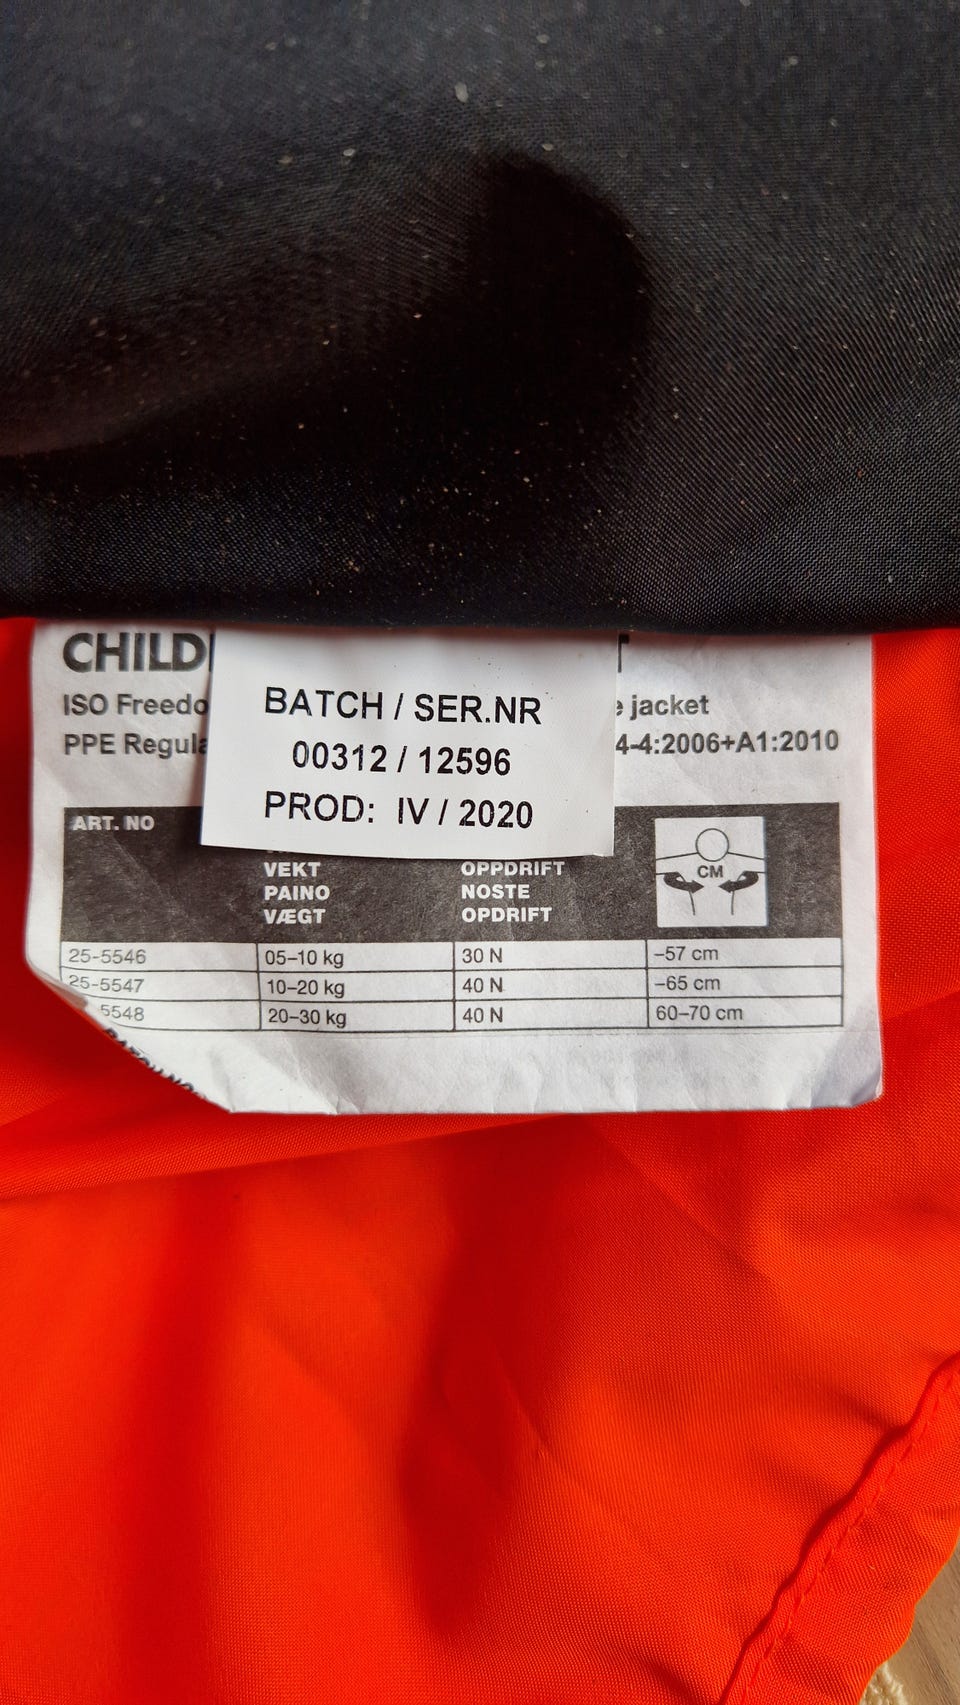 CHILD
ISO Freedo e jacket
PPE Regula 4-4:2006+A1:2010
BATCH / SER.NR
00312 / 12596
PROD: IV / 2020
ART. NO
VEKT OPPDRIFT
PAINO NOSTE
VÆGT OPDRIFT
CM
25-5546 05–10 kg 30 N –57 cm
25-5547 10–20 kg 40 N –65 cm
5548 20–30 kg 40 N 60–70 cm